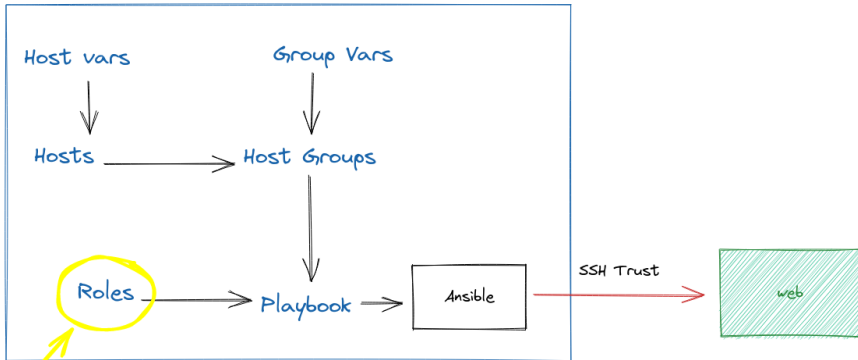 Host vars
Group Vars
Hosts
Host Groups
SSH Trust
Roles
Playbook
Ansible
web